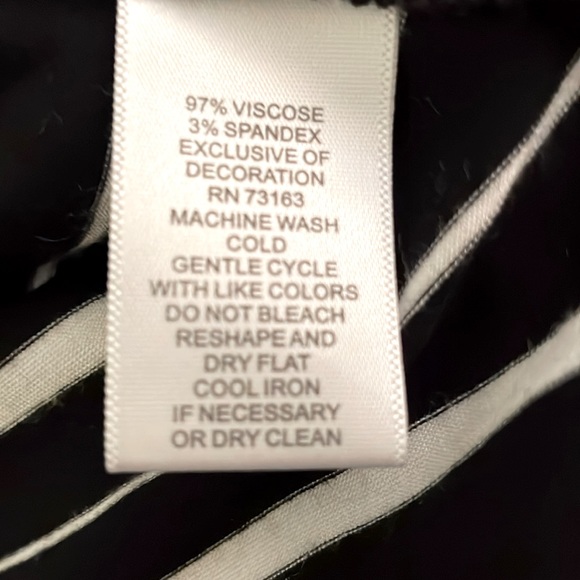 97% VISCOSE
3% SPANDEX
EXCLUSIVE OF
DECORATION
RN 73163
MACHINE WASH
COLD
GENTLE CYCLE
WITH LIKE COLORS
DO NOT BLEACH
RESHAPE AND
DRY FLAT
COOL IRON
IF NECESSARY
OR DRY CLEAN